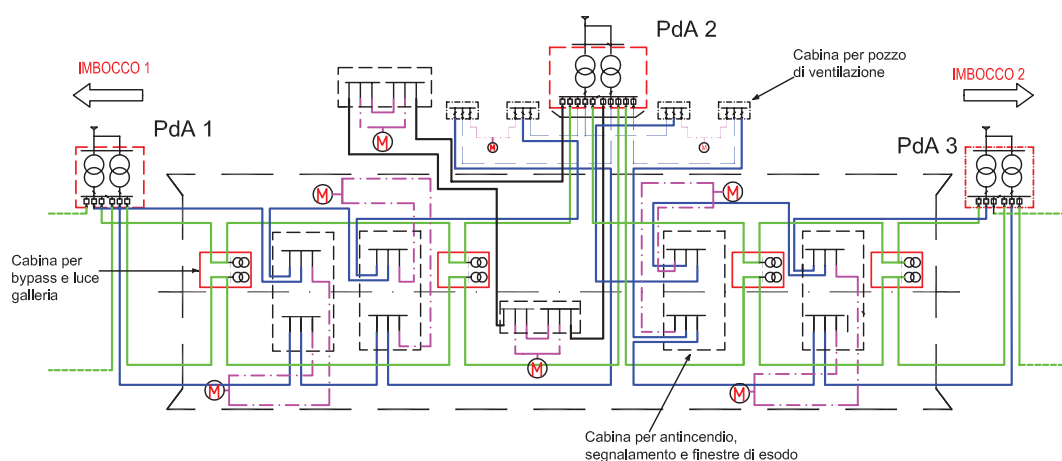 PdA 2
IMBOCCO 1
Cabina per pozzo
di ventilazione
IMBOCCO 2
PdA 1
M
M
M
PdA 3
M
M
Cabina per
bypass e luce
galleria
M
M
M
Cabina per antincendio,
segnalamento e finestre di esodo